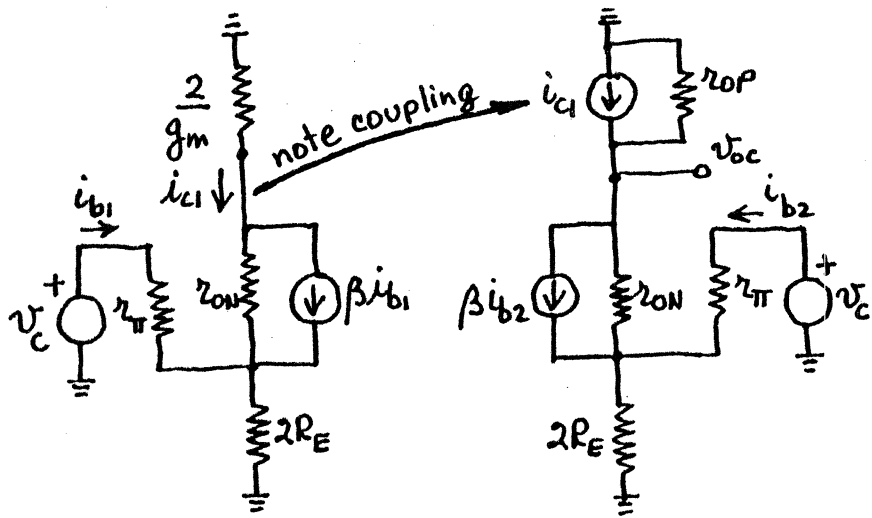 2/gm
note coupling
ic1
rOP
voc
ic1
ib1
+
vc
rπ
rON
βib1
2RE
βib2
rON
rπ
ib2
+
vc
2RE